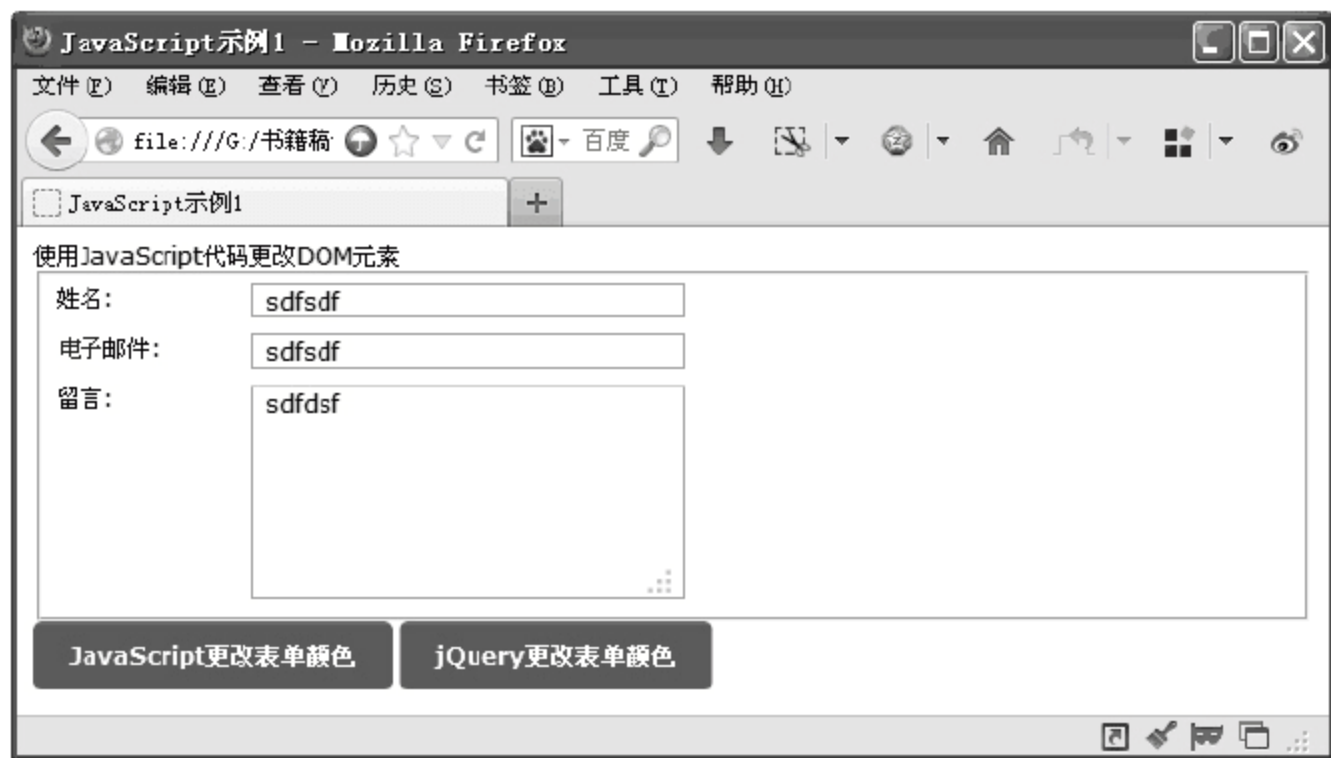 JavaScript示例1 - Mozilla Firefox
文件(F) 编辑(E) 查看(V) 历史(S) 书签(B) 工具(T) 帮助(H)
file:///G:/书籍稿 百度
JavaScript示例1
使用JavaScript代码更改DOM元素
姓名: sdfsdf
电子邮件: sdfsdf
留言: sdfdsf
JavaScript更改表单颜色 jQuery更改表单颜色